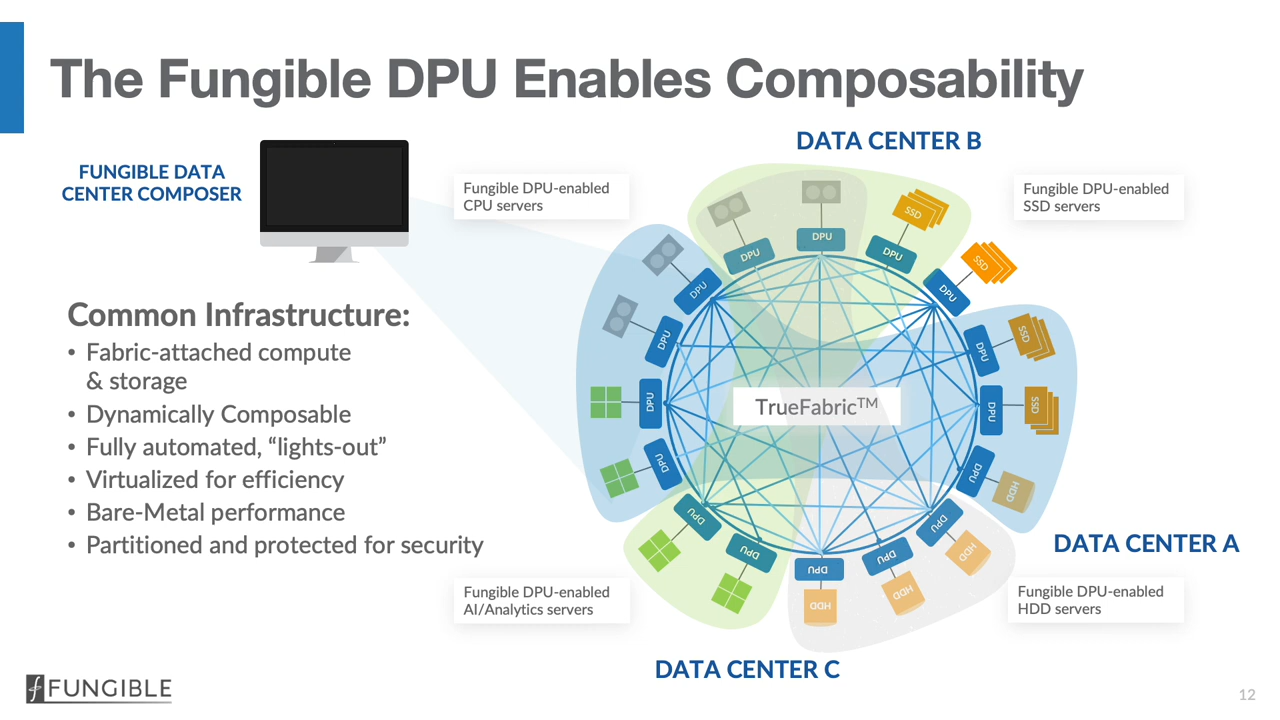 The Fungible DPU Enables Composability
FUNGIBLE DATA
CENTER COMPOSER
Common Infrastructure:
• Fabric-attached compute
& storage
• Dynamically Composable
• Fully automated, “lights-out”
• Virtualized for efficiency
• Bare-Metal performance
• Partitioned and protected for security
DATA CENTER B
Fungible DPU-enabled
CPU servers
Fungible DPU-enabled
SSD servers
DPU
DPU
SSD
DPU
SSD
DPU
SSD
DPU
SSD
DPU
HDD
DPU
HDD
DPU
HDD
DPU
HDD
DPU
DPU
DPU
DPU
DPU
DPU
DPU
TrueFabric™
DATA CENTER A
Fungible DPU-enabled
AI/Analytics servers
Fungible DPU-enabled
HDD servers
DATA CENTER C
FUNGIBLE
12